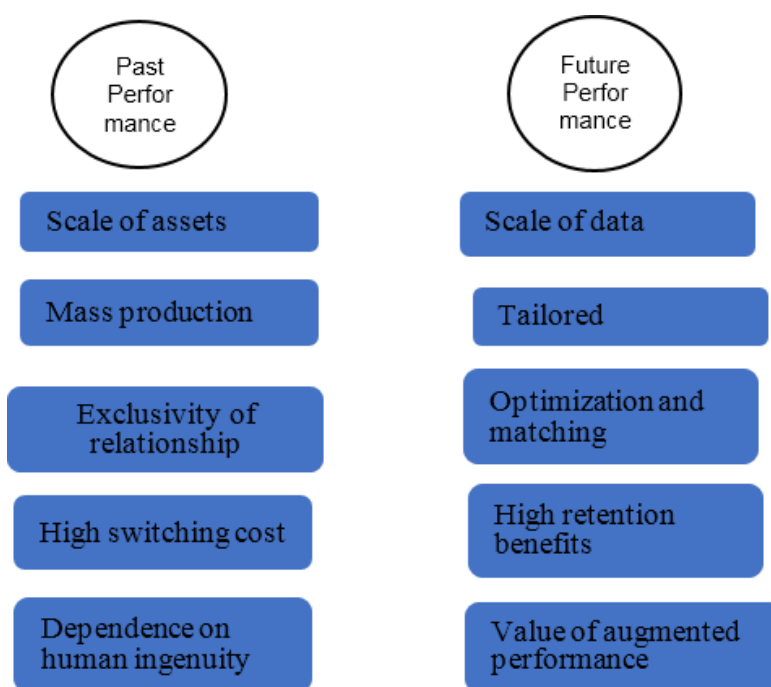 Past
Perfor
mance
Future
Perfor
mance
Scale of assets
Scale of data
Mass production
Tailored
Exclusivity of
relationship
Optimization and
matching
High switching cost
High retention
benefits
Dependence on
human ingenuity
Value of augmented
performance